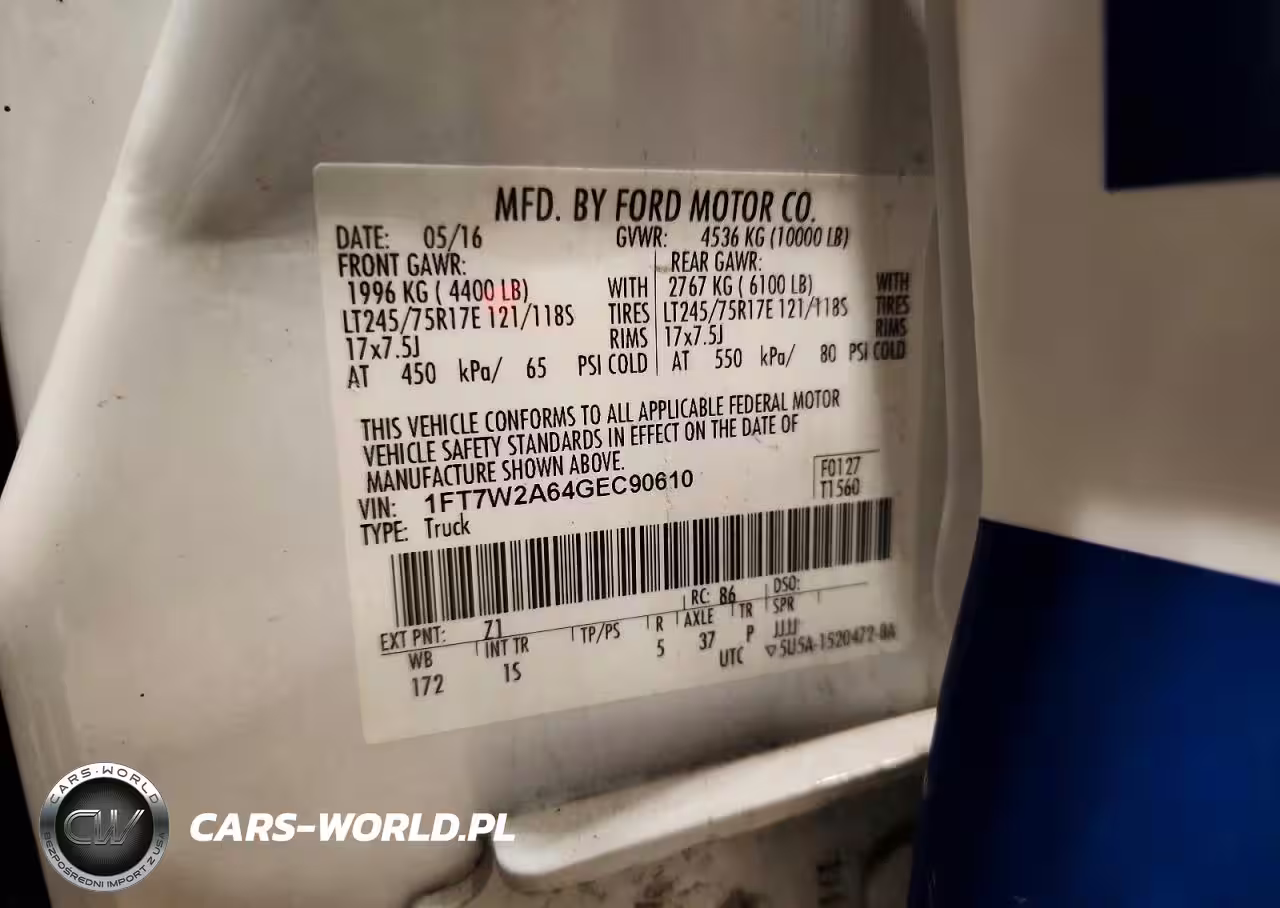 MFD. BY FORD MOTOR CO.
DATE: 05/16 GVWR: 4536 KG (10000 LB)
FRONT GAWR: REAR GAWR:
1996 KG ( 4400 LB) WITH 2767 KG ( 6100 LB) WITH
LT245/75R17E 121/118S TIRES LT245/75R17E 121/118S TIRES
17x7.5J RIMS 17x7.5J RIMS
AT 450 kPa/ 65 PSI COLD AT 550 kPa/ 80 PSI COLD
THIS VEHICLE CONFORMS TO ALL APPLICABLE FEDERAL MOTOR
VEHICLE SAFETY STANDARDS IN EFFECT ON THE DATE OF
MANUFACTURE SHOWN ABOVE.
VIN: 1FT7W2A64GEC90610 F0127
TYPE: Truck T1560
EXT PNT: Z1 RC: 86 DSO:
WB INT TR TP/PS R AXLE TR SPR
172 1S 5 37 P JJJJ
UTC ▽5U5A-1520472-BA
CARS-WORLD
CW
BEZPOŚREDNI IMPORT Z USA
CARS-WORLD.PL